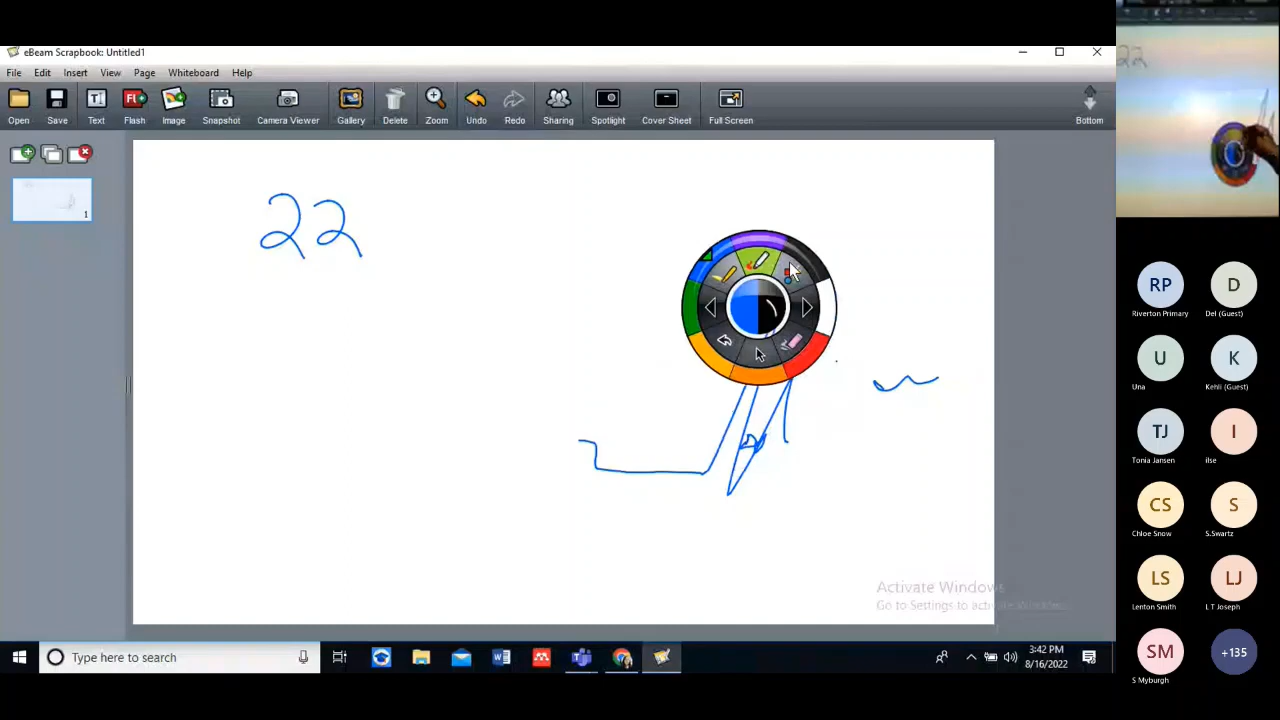 eBeam Scrapbook: Untitled1
File Edit Insert View Page Whiteboard Help
Open Save Text Flash Image Snapshot Camera Viewer Gallery Delete Zoom Undo Redo Sharing Spotlight Cover Sheet Full Screen Bottom
1
22
22
RP D
Riverton Primary Del (Guest)
U K
Una Kehli (Guest)
TJ I
Tonia Jansen ilse
CS S
Chloe Snow S.Swartz
LS LJ
Lenton Smith L T Joseph
SM +135
S Myburgh
Activate Windows
Go to Settings to activate Windows.
Type here to search
3:42 PM
8/16/2022